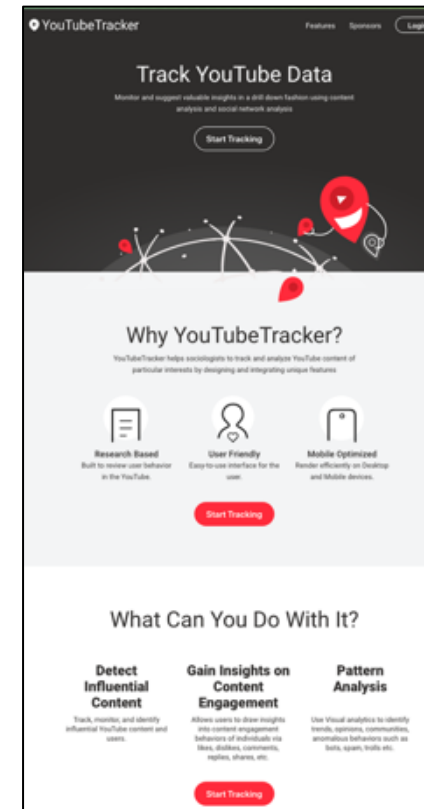 YouTubeTracker
Features Sponsors Login
Track YouTube Data
Monitor and suggest valuable insights in a drill down fashion using content
analysis and social network analysis
Start Tracking
Why YouTubeTracker?
YouTubeTracker helps sociologists to track and analyze YouTube content of
particular interests by designing and integrating unique features
Research Based
Built to review user behavior
in the YouTube.
User Friendly
Easy-to-use interface for the
user.
Mobile Optimized
Render efficiently on Desktop
and Mobile devices.
Start Tracking
What Can You Do With It?
Detect
Influential
Content
Track, monitor, and identify
influential YouTube content and
users.
Gain Insights on
Content
Engagement
Allows users to draw insights
into content engagement
behaviors of individuals via
likes, dislikes, comments,
replies, shares, etc.
Pattern
Analysis
Use Visual analytics to identify
trends, opinions, communities,
anomalous behaviors such as
bots, spam, trolls etc.
Start Tracking